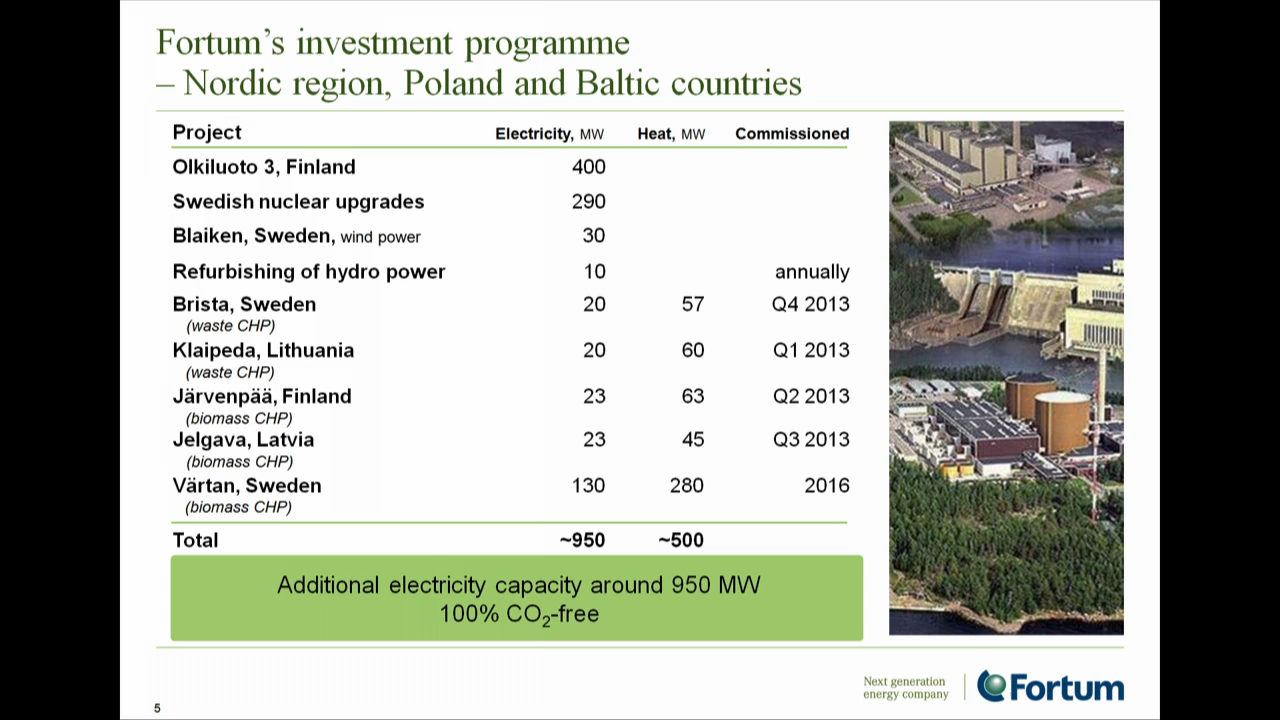 Fortum’s investment programme
– Nordic region, Poland and Baltic countries
Project Electricity, MW Heat, MW Commissioned
Olkiluoto 3, Finland 400
Swedish nuclear upgrades 290
Blaiken, Sweden, wind power 30
Refurbishing of hydro power 10 annually
Brista, Sweden 20 57 Q4 2013
(waste CHP)
Klaipeda, Lithuania 20 60 Q1 2013
(waste CHP)
Järvenpää, Finland 23 63 Q2 2013
(biomass CHP)
Jelgava, Latvia 23 45 Q3 2013
(biomass CHP)
Värtan, Sweden 130 280 2016
(biomass CHP)
Total ~950 ~500
Additional electricity capacity around 950 MW
100% CO₂-free
Next generation
energy company
Fortum
5